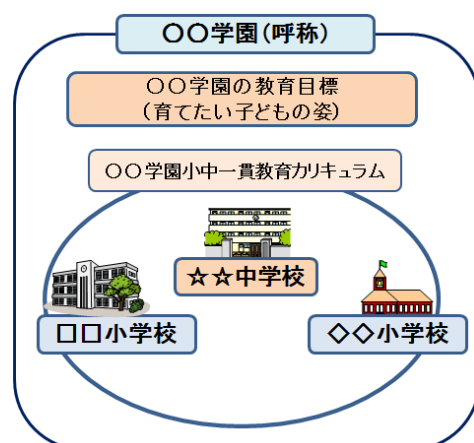 〇〇学園(呼称)
〇〇学園の教育目標
(育てたい子どもの姿)
〇〇学園小中一貫教育カリキュラム
☆☆中学校
□□小学校
◇◇小学校